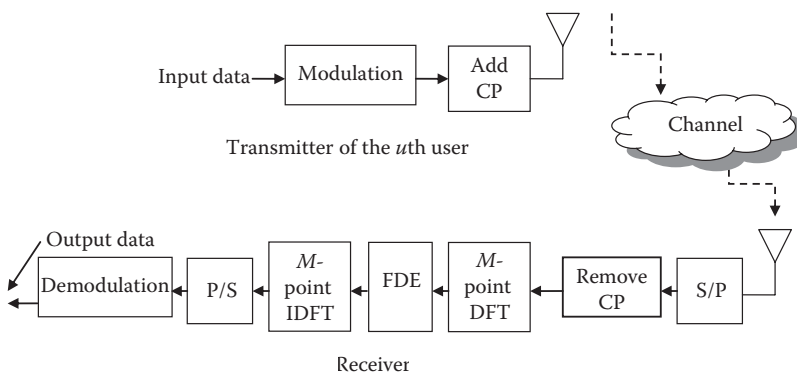 Input data
Modulation
Add
CP
Channel
Transmitter of the uth user
Output data
Demodulation
P/S
M-
point
IDFT
FDE
M-
point
DFT
Remove
CP
S/P
Receiver